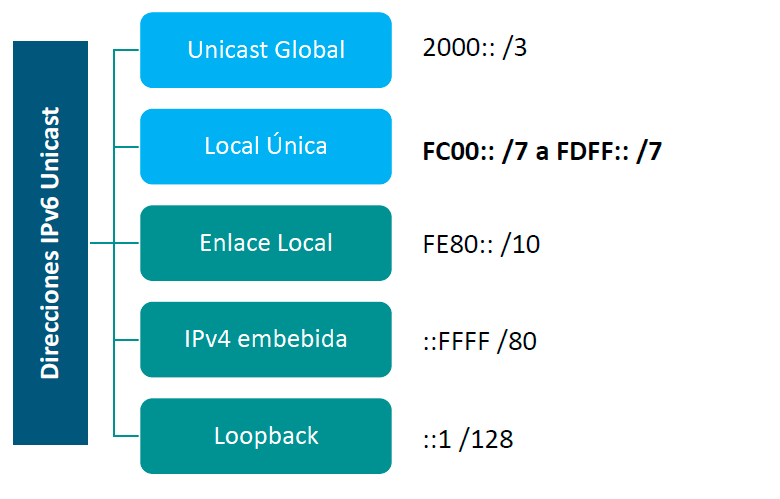 Direcciones IPv6 Unicast
Unicast Global
2000:: /3
Local Única
FC00:: /7 a FDFF:: /7
Enlace Local
FE80:: /10
IPv4 embebida
::FFFF /80
Loopback
::1 /128